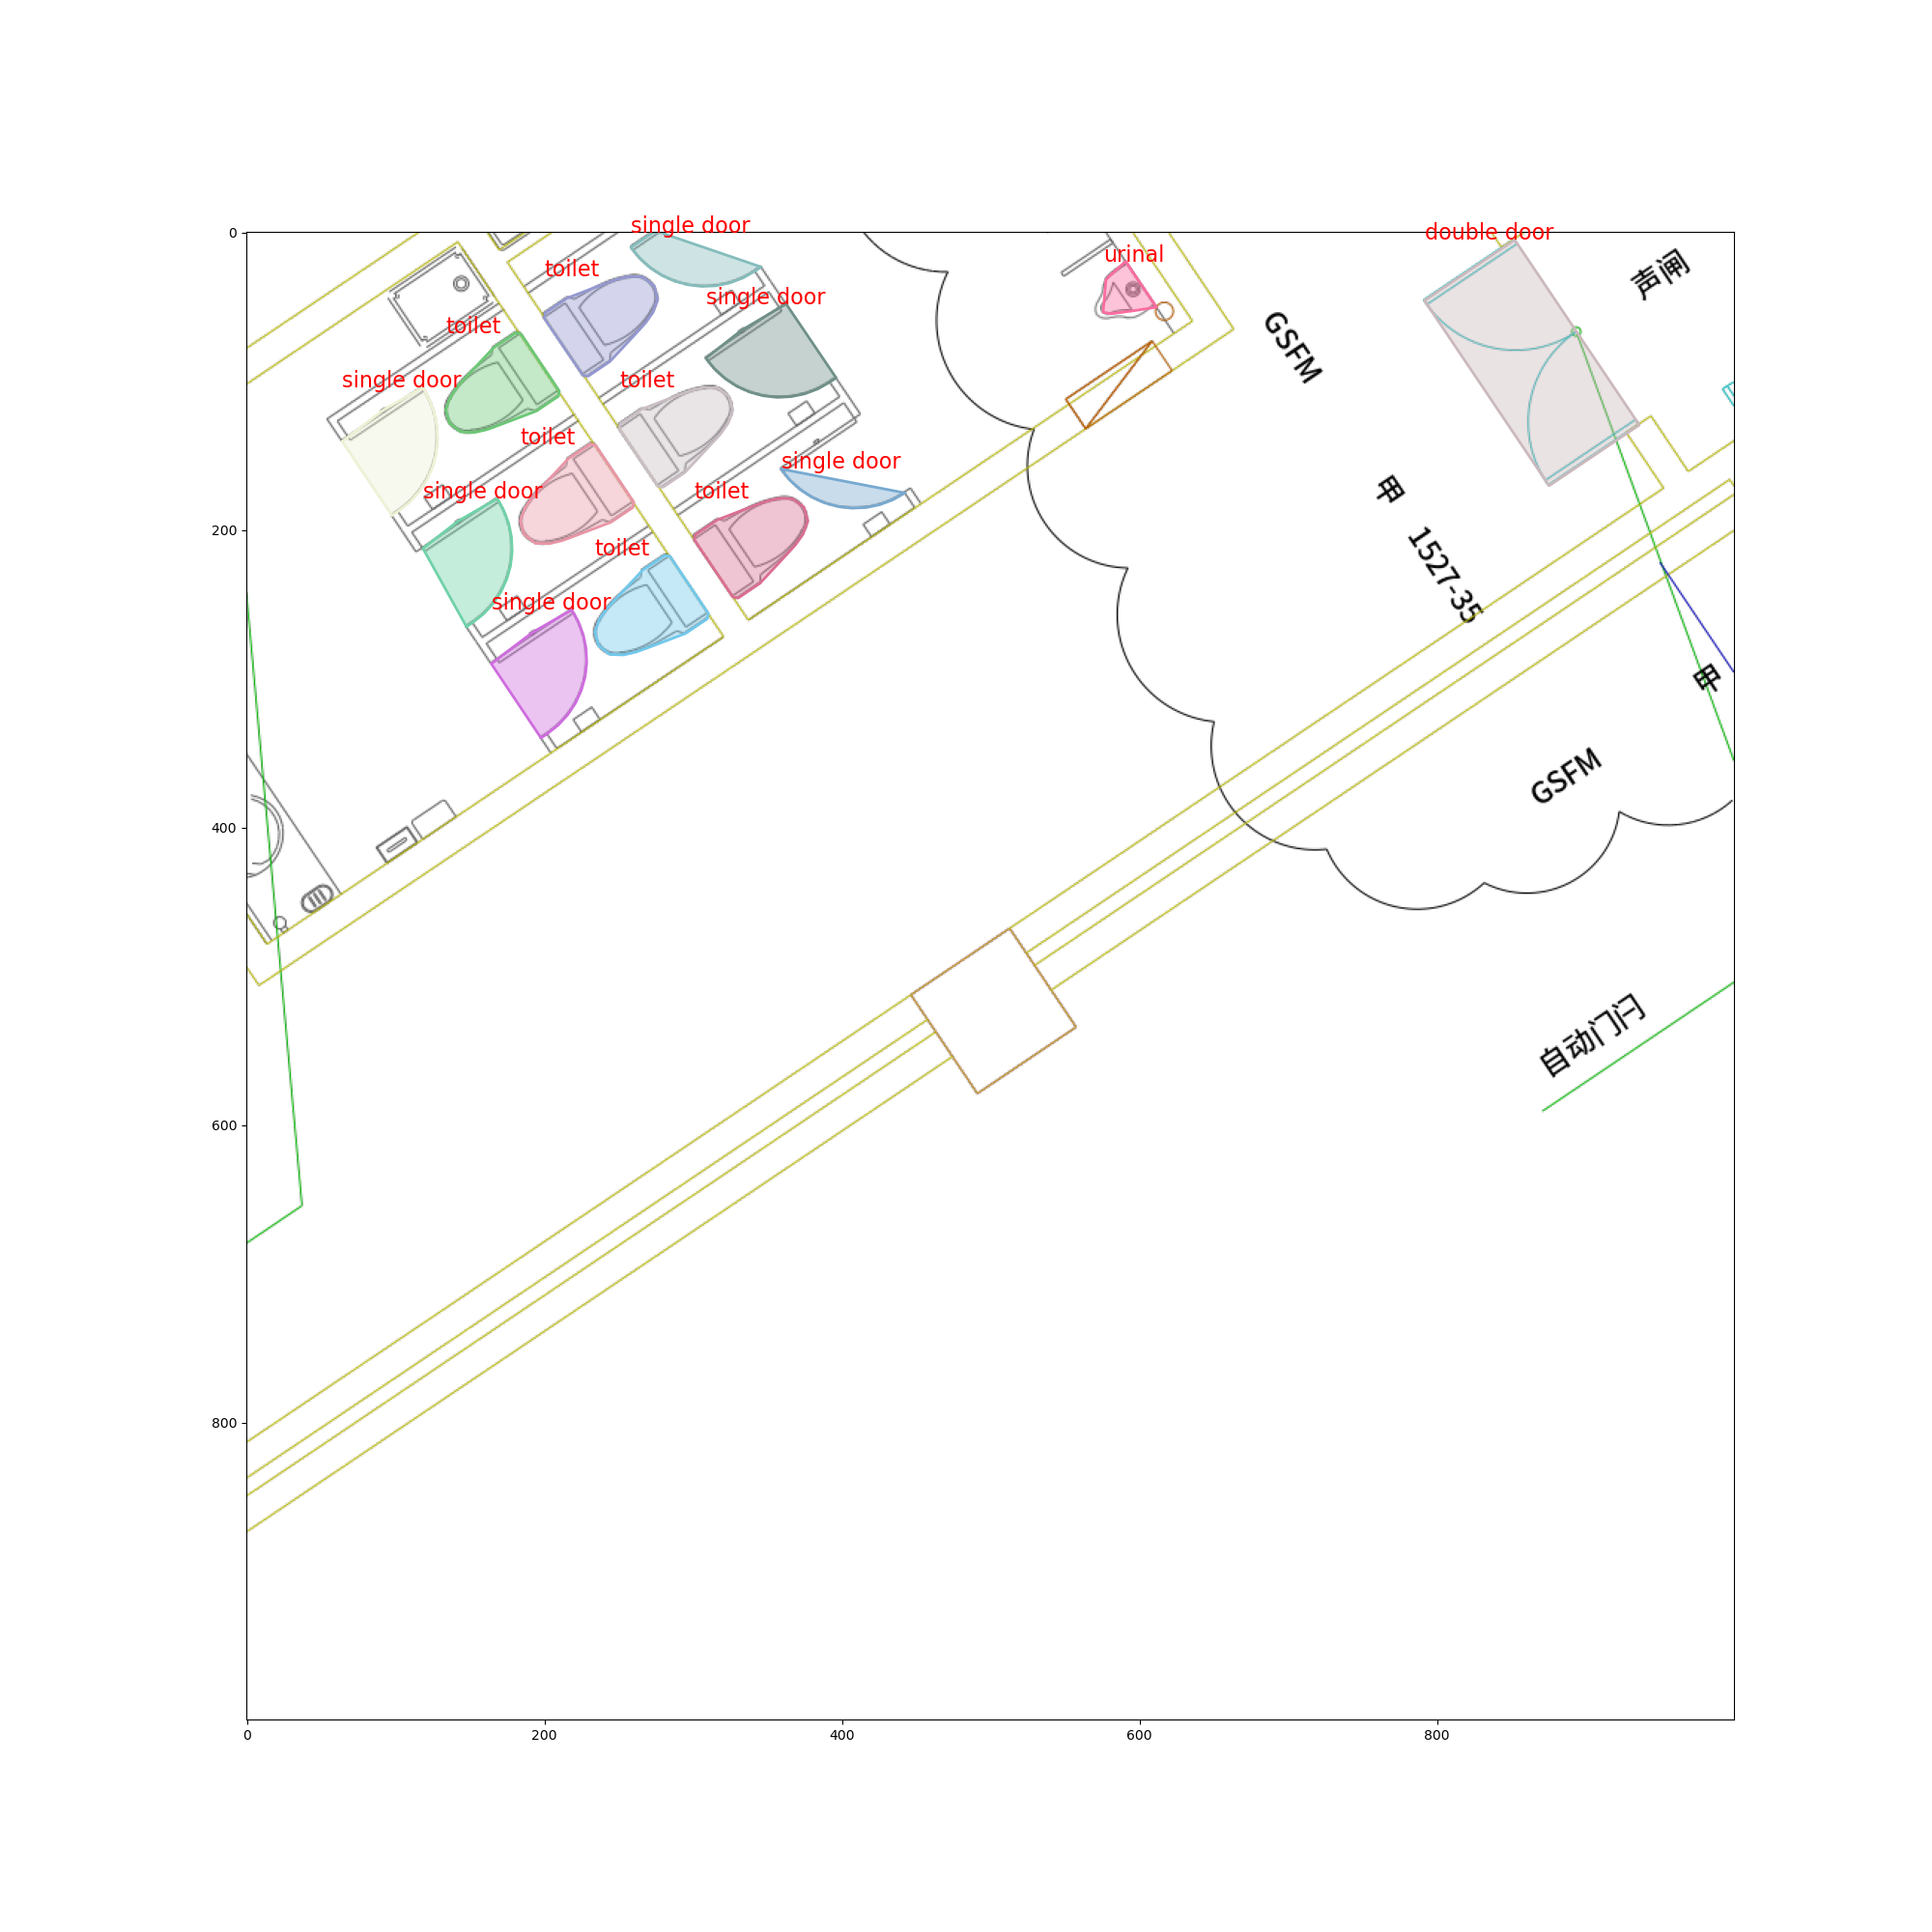 single door
double door
toilet
urinal
声闸
single door
toilet
GSFM
single door
toilet
toilet
single door
single door
toilet
toilet
甲 1527-35
toilet
single door
甲
GSFM
自动门闩
0
200
400
600
800
0
200
400
600
800